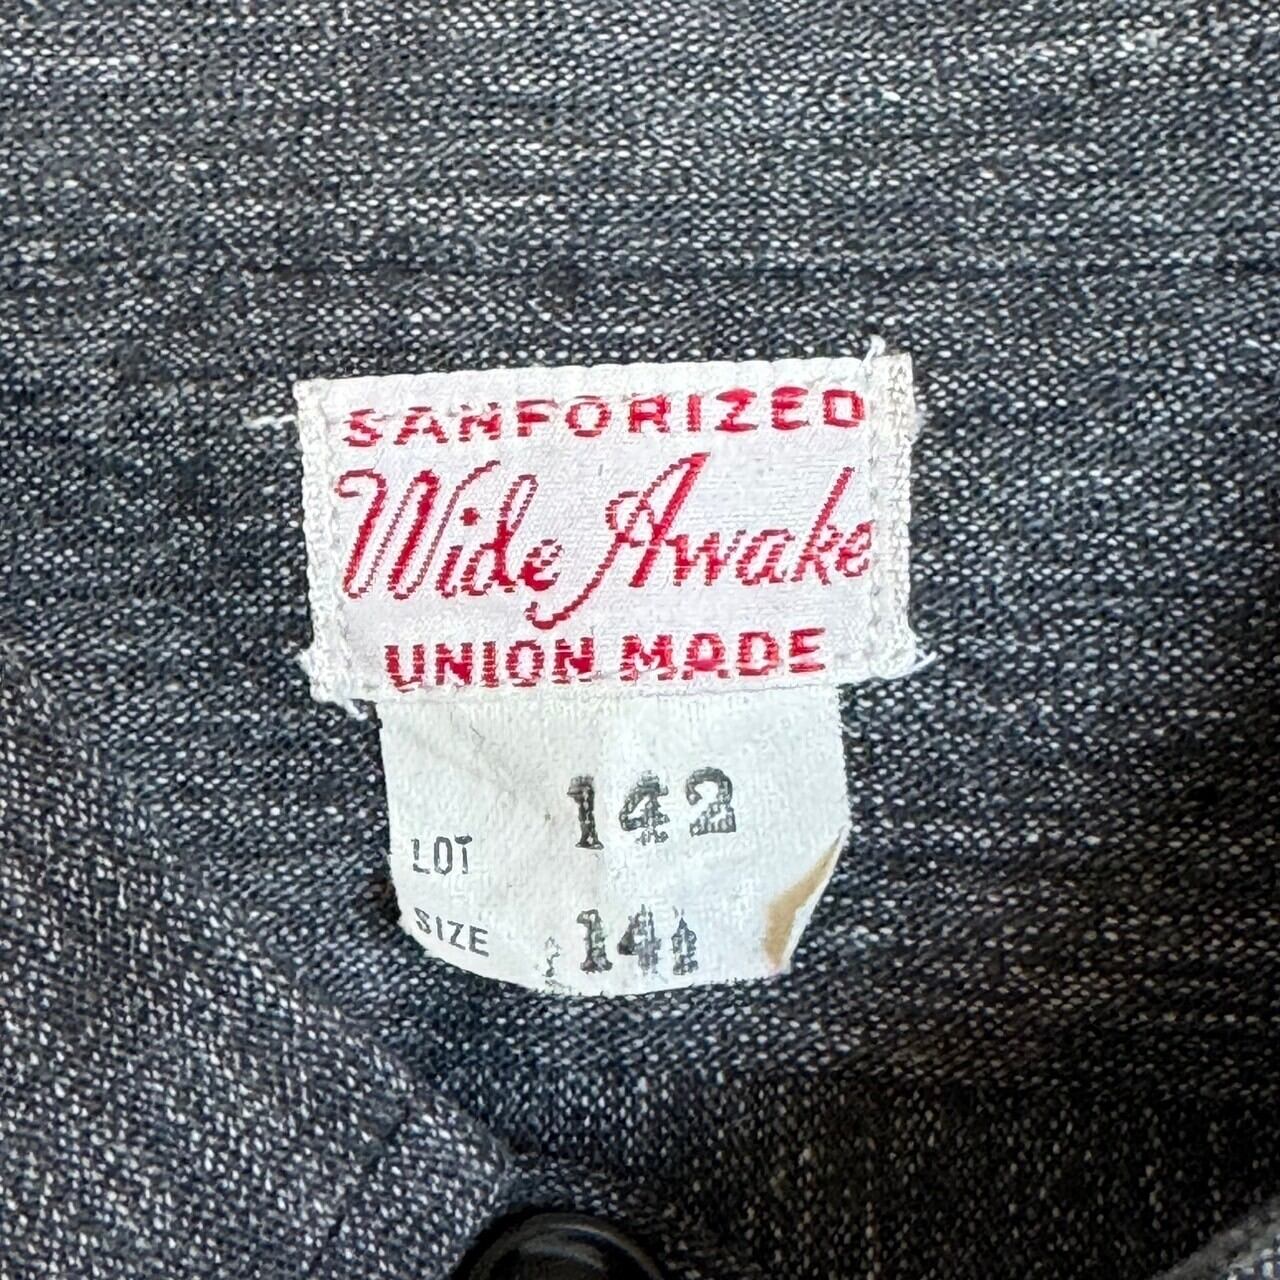 SANFORIZED
Wide Awake
UNION MADE
LOT 142
SIZE 14½